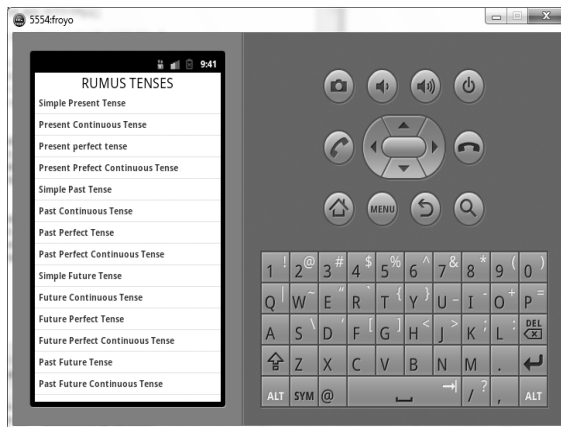 5554:froyo
9:41
RUMUS TENSES
Simple Present Tense
Present Continuous Tense
Present perfect tense
Present Prefect Continuous Tense
Simple Past Tense
Past Continuous Tense
Past Perfect Tense
Past Perfect Continuous Tense
Simple Future Tense
Future Continuous Tense
Future Perfect Tense
Future Perfect Continuous Tense
Past Future Tense
Past Future Continuous Tense
MENU
1 ! 2 @ 3 # 4 $ 5 % 6 ^ 7 & 8 * 9 ( 0 )
Q | W ~ E " R ` T { Y } U _ I - O + P =
A S \ D ' F [ G ] H < J > K ; L : DEL
Z X C V B N M .
ALT SYM @ / ? , ALT